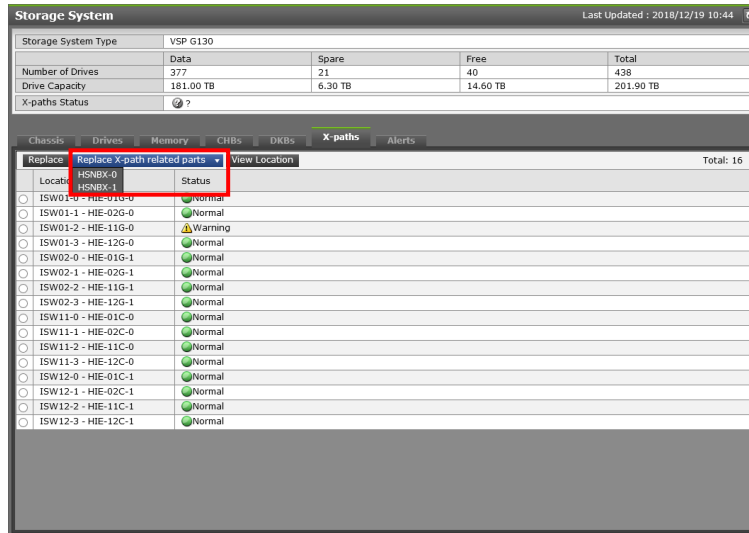 Storage System Last Updated : 2018/12/19 10:44
Storage System Type VSP G130
Data Spare Free Total
Number of Drives 377 21 40 438
Drive Capacity 181.00 TB 6.30 TB 14.60 TB 201.90 TB
X-paths Status ?
Chassis Drives Memory CHBs DKBs X-paths Alerts
Replace Replace X-path related parts View Location Total: 16
HSNBX-0
HSNBX-1
Status
ISW01-0 - HIE-01G-0 Normal
ISW01-1 - HIE-02G-0 Normal
ISW01-2 - HIE-11G-0 Warning
ISW01-3 - HIE-12G-0 Normal
ISW02-0 - HIE-01G-1 Normal
ISW02-1 - HIE-02G-1 Normal
ISW02-2 - HIE-11G-1 Normal
ISW02-3 - HIE-12G-1 Normal
ISW11-0 - HIE-01C-0 Normal
ISW11-1 - HIE-02C-0 Normal
ISW11-2 - HIE-11C-0 Normal
ISW11-3 - HIE-12C-0 Normal
ISW12-0 - HIE-01C-1 Normal
ISW12-1 - HIE-02C-1 Normal
ISW12-2 - HIE-11C-1 Normal
ISW12-3 - HIE-12C-1 Normal